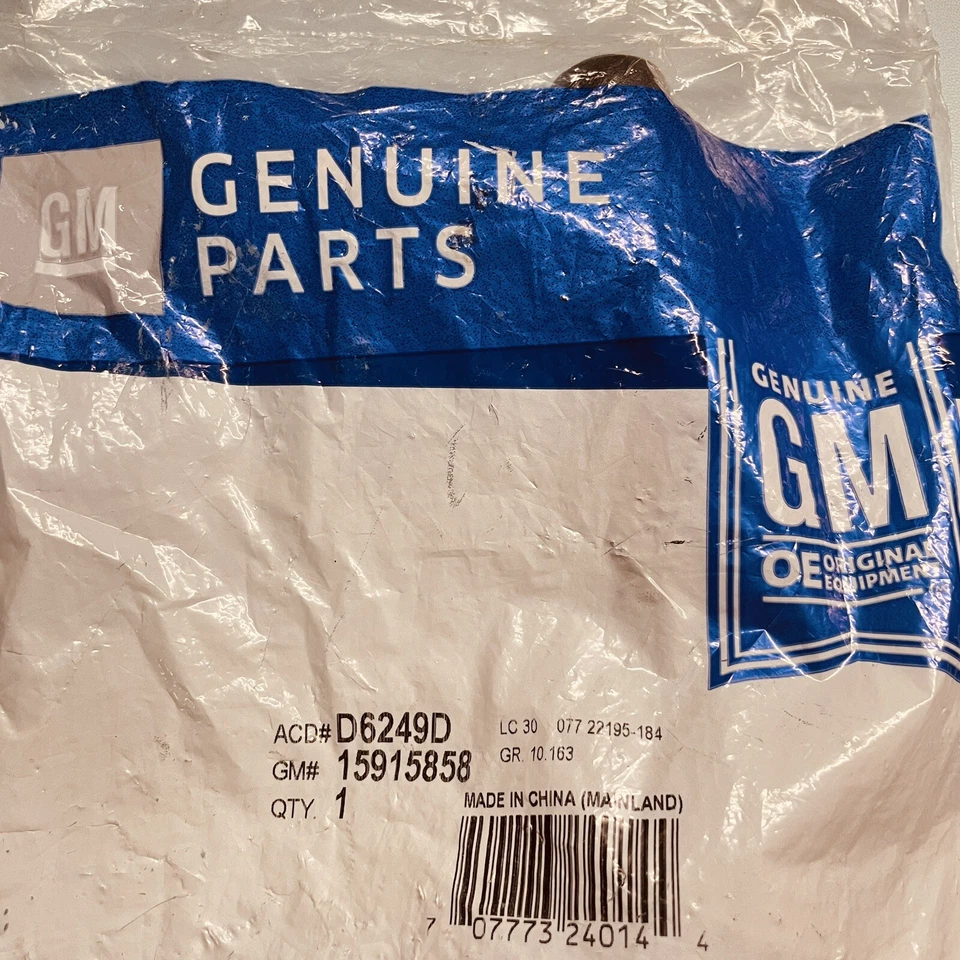 GM
GENUINE
PARTS
GENUINE
GM
OE ORIGINAL
EQUIPMENT
ACD# D6249D
GM# 15915858
QTY. 1
LC 30 077 22195-184
GR. 10.163
MADE IN CHINA (MAINLAND)
7 07773 24014 4